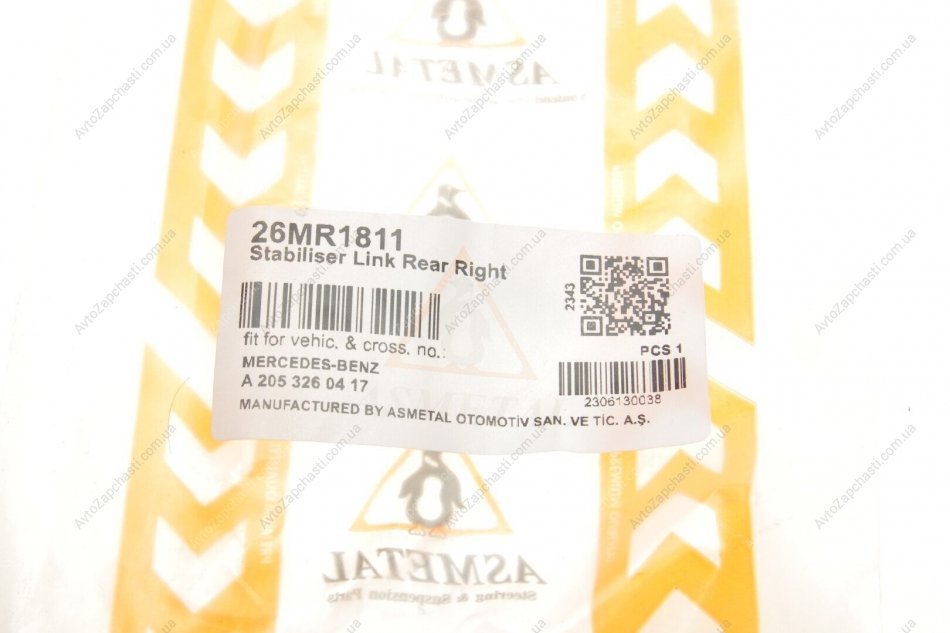 ASMETAL
26MR1811
Stabiliser Link Rear Right
2343
fit for vehic. & cross. no.:
PCS 1
MERCEDES-BENZ
A 205 326 04 17
2306130038
MANUFACTURED BY ASMETAL OTOMOTİV SAN. VE TİC. A.Ş.
ASMETAL
Steering & Suspension Parts
AvtoZapchasti.com.ua